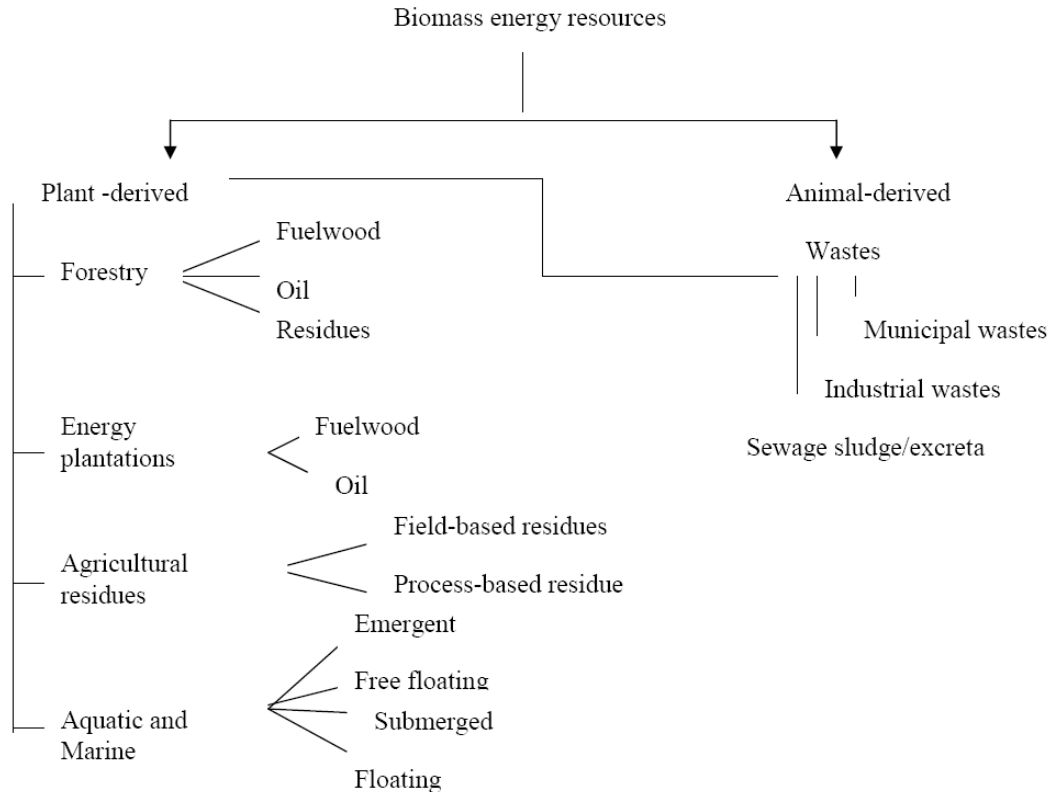 Biomass energy resources
Plant -derived
Animal-derived
Forestry
Fuelwood
Oil
Residues
Wastes
Municipal wastes
Industrial wastes
Sewage sludge/excreta
Energy
plantations
Fuelwood
Oil
Agricultural
residues
Field-based residues
Process-based residue
Aquatic and
Marine
Emergent
Free floating
Submerged
Floating